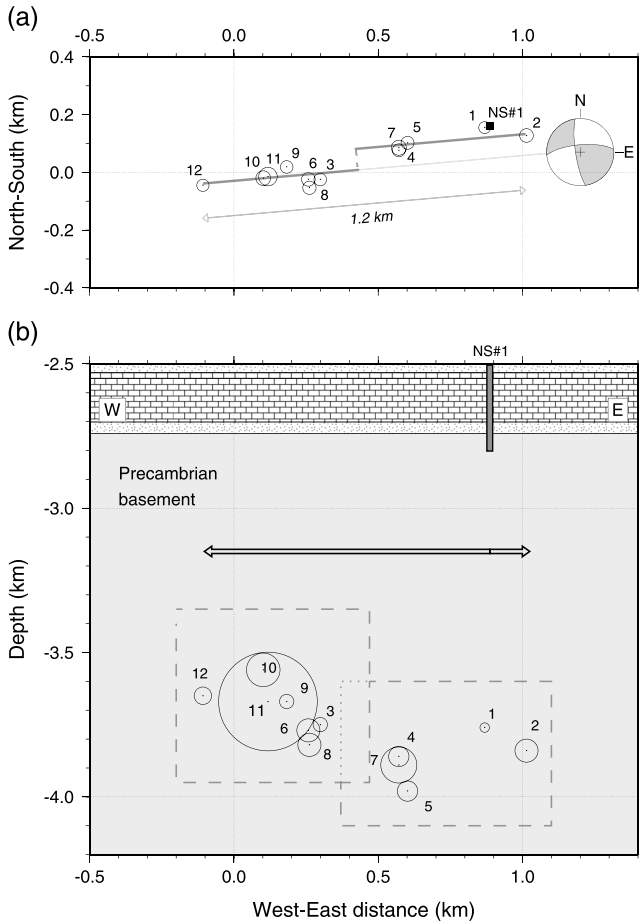 (a)
-0.5 0.0 0.5 1.0
North-South (km)
0.4
0.2
0.0
-0.2
-0.4
12 10 11 9 6 3 8 7 5 4 1 NS#1 2
N
E
1.2 km
(b)
NS#1
Depth (km)
-2.5
-3.0
-3.5
-4.0
W E
Precambrian
basement
12 10 9 11 3 6 8 4 7 5 1 2
-0.5 0.0 0.5 1.0
West-East distance (km)